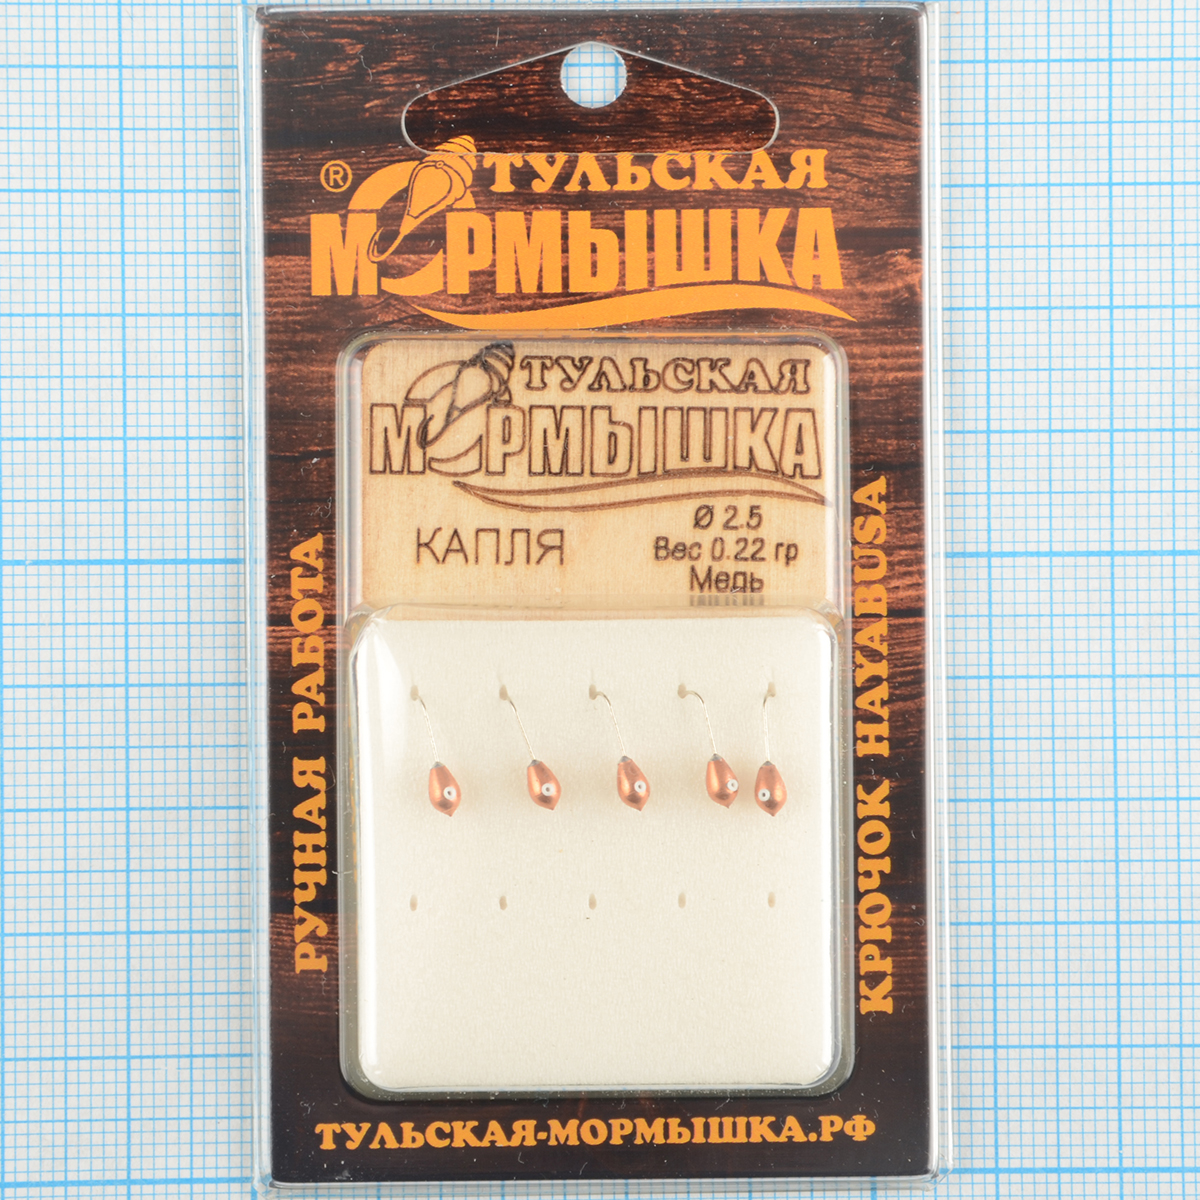 ®
ТУЛЬСКАЯ
МОРМЫШКА
ТУЛЬСКАЯ
МОРМЫШКА
КАПЛЯ
Ø 2.5
Вес 0.22 гр
Медь
РУЧНАЯ РАБОТА
КРЮЧОК HAYABUSA
ТУЛЬСКАЯ-МОРМЫШКА.РФ